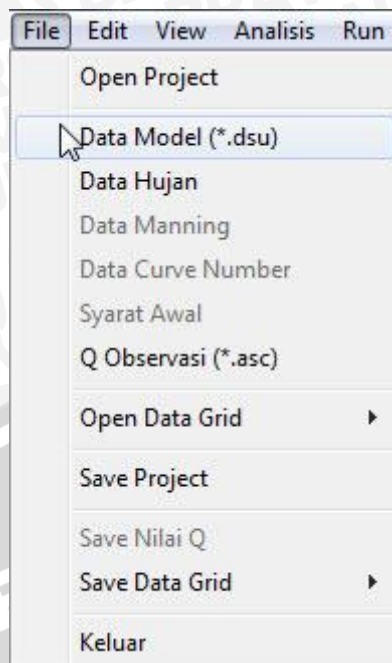 File Edit View Analisis Run
Open Project
Data Model (*.dsu)
Data Hujan
Data Manning
Data Curve Number
Syarat Awal
Q Observasi (*.asc)
Open Data Grid
Save Project
Save Nilai Q
Save Data Grid
Keluar